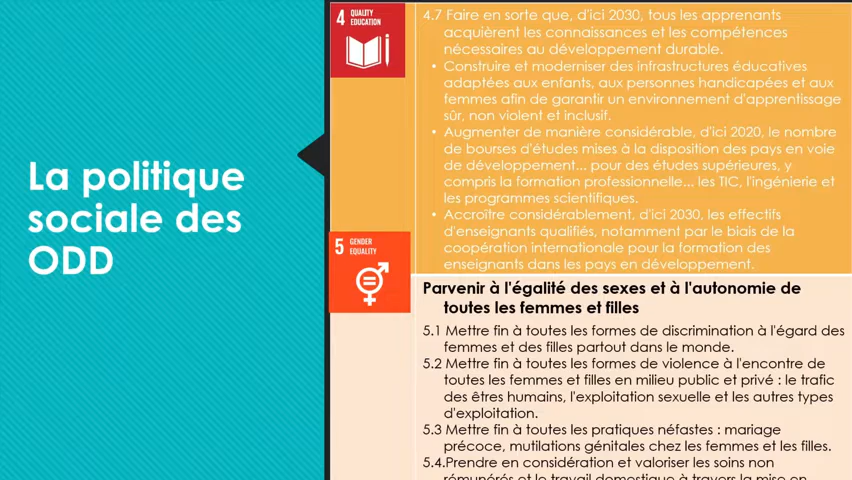 La politique
sociale des
ODD
4 QUALITY
EDUCATION
4.7 Faire en sorte que, d'ici 2030, tous les apprenants
acquièrent les connaissances et les compétences
nécessaires au développement durable.
• Construire et moderniser des infrastructures éducatives
adaptées aux enfants, aux personnes handicapées et aux
femmes afin de garantir un environnement d'apprentissage
sûr, non violent et inclusif.
• Augmenter de manière considérable, d'ici 2020, le nombre
de bourses d'études mises à la disposition des pays en voie
de développement... pour des études supérieures, y
compris la formation professionnelle... les TIC, l'ingénierie et
les programmes scientifiques.
• Accroître considérablement, d'ici 2030, les effectifs
d'enseignants qualifiés, notamment par le biais de la
coopération internationale pour la formation des
enseignants dans les pays en développement.
5 GENDER
EQUALITY
Parvenir à l'égalité des sexes et à l'autonomie de
toutes les femmes et filles
5.1 Mettre fin à toutes les formes de discrimination à l'égard des
femmes et des filles partout dans le monde.
5.2 Mettre fin à toutes les formes de violence à l'encontre de
toutes les femmes et filles en milieu public et privé : le trafic
des êtres humains, l'exploitation sexuelle et les autres types
d'exploitation.
5.3 Mettre fin à toutes les pratiques néfastes : mariage
précoce, mutilations génitales chez les femmes et les filles.
5.4.Prendre en considération et valoriser les soins non
rémunérés et le travail domestique à travers la mise en